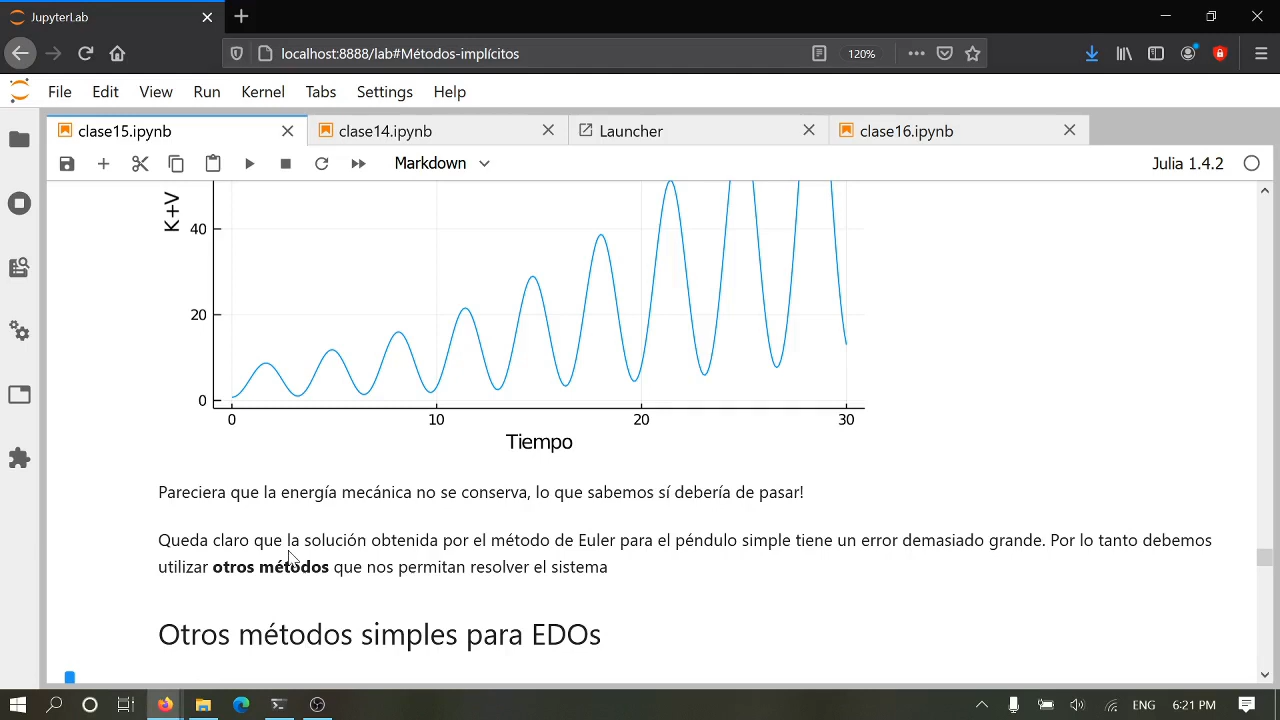 JupyterLab
localhost:8888/lab#Métodos-implícitos
120%
File Edit View Run Kernel Tabs Settings Help
clase15.ipynb
clase14.ipynb
Launcher
clase16.ipynb
Markdown
Julia 1.4.2
K+V
40
20
0
0 10 20 30
Tiempo
Pareciera que la energía mecánica no se conserva, lo que sabemos sí debería de pasar!
Queda claro que la solución obtenida por el método de Euler para el péndulo simple tiene un error demasiado grande. Por lo tanto debemos
utilizar otros métodos que nos permitan resolver el sistema
Otros métodos simples para EDOs
ENG
6:21 PM